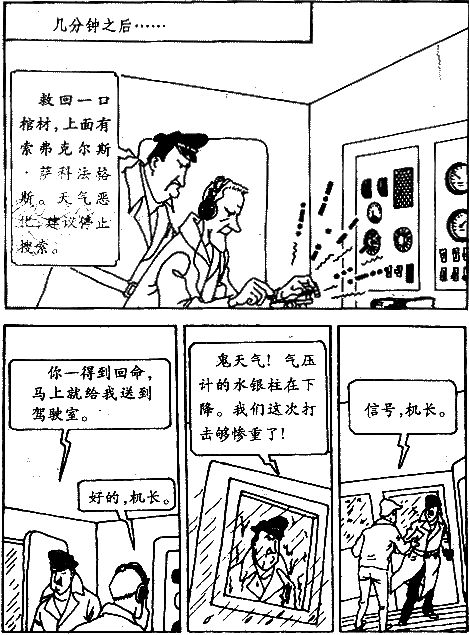 几分钟之后……
救回一口
棺材，上面有
索弗克尔斯
·萨科法格
斯。天气恶
化，建议停止
搜索。
你一得到回命，
马上就给我送到
驾驶室。
好的，机长。
鬼天气！气压
计的水银柱在下
降。我们这次打
击够惨重了！
信号，机长。